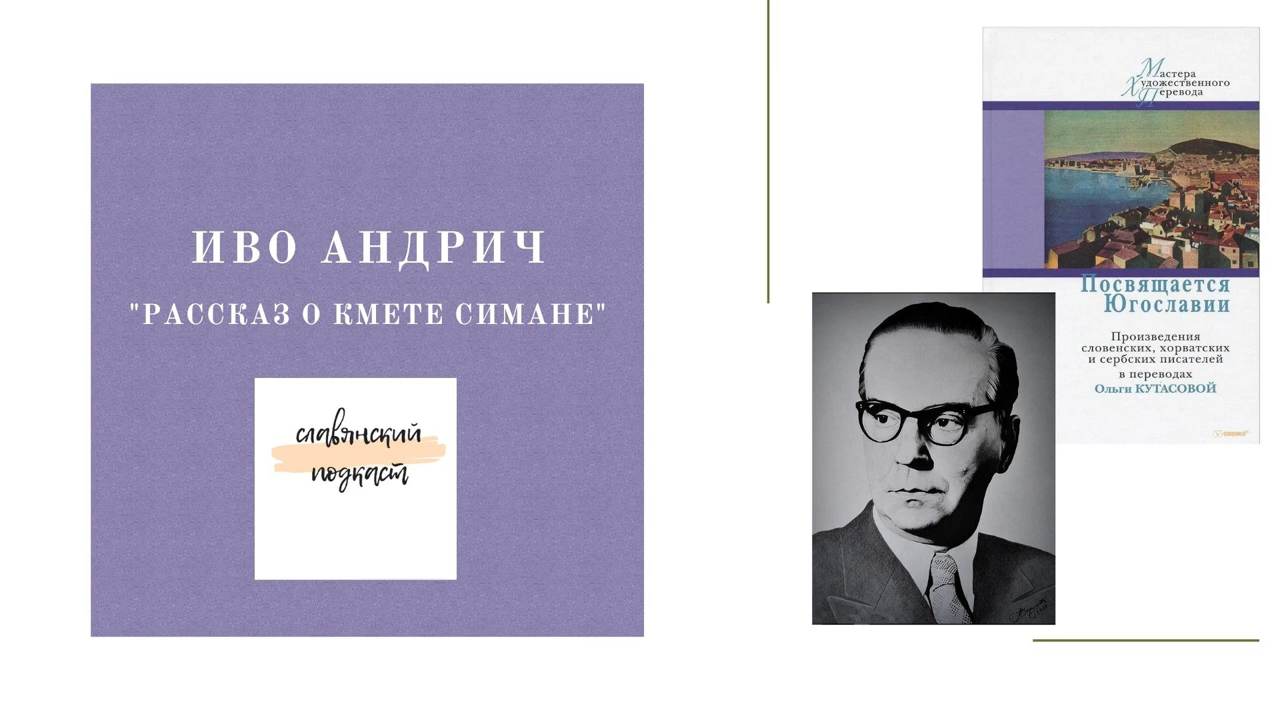 ИВО АНДРИЧ
"РАССКАЗ О КМЕТЕ СИМАНЕ"
славянский
подкаст
Мастера
Художественного
Перевода
Посвящается
Югославии
Произведения
словенских, хорватских
и сербских писателей
в переводах
Ольги КУТАСОВОЙ